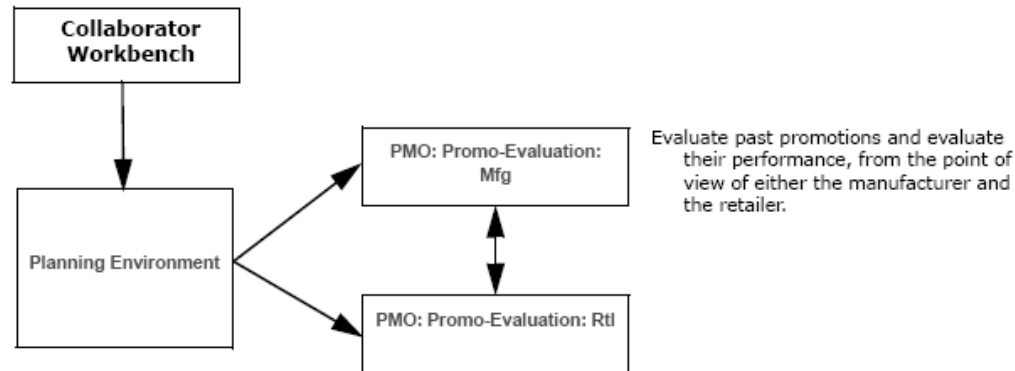 Collaborator
Workbench
Planning Environment
PMO: Promo-Evaluation:
Mfg
Evaluate past promotions and evaluate
their performance, from the point of
view of either the manufacturer and
the retailer.
PMO: Promo-Evaluation: Rtl